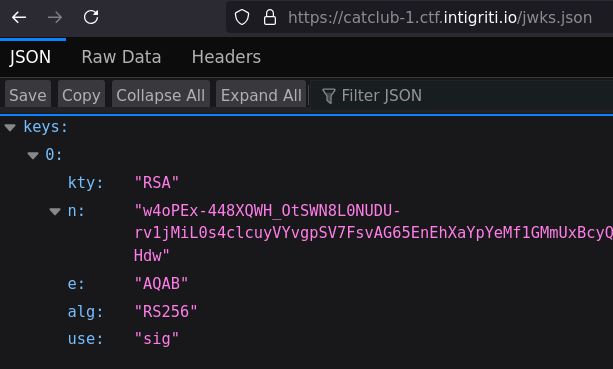 https://catclub-1.ctf.intigriti.io/jwks.json
JSON Raw Data Headers
Save Copy Collapse All Expand All Filter JSON
keys:
0:
kty: "RSA"
n: "w4oPEx-448XQWH_OtSWN8L0NUDU-
rv1jMiL0s4clcuyVYvgpSV7FsvAG65EnEhXaYpYeMf1GMmUxBcyQ
Hdw"
e: "AQAB"
alg: "RS256"
use: "sig"